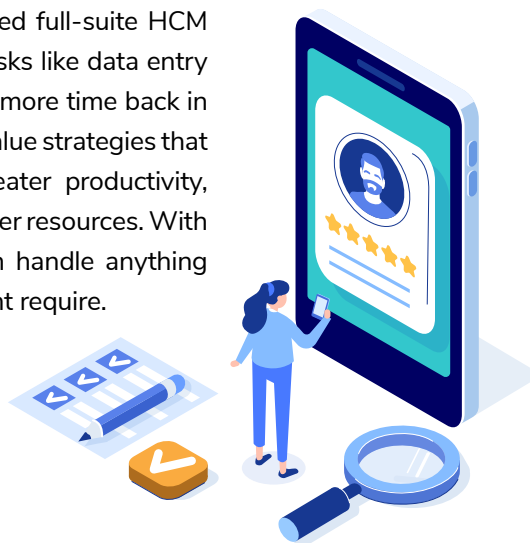 ed full-suite HCM
sks like data entry
more time back in
alue strategies that
eater productivity,
er resources. With
handle anything
nt require.